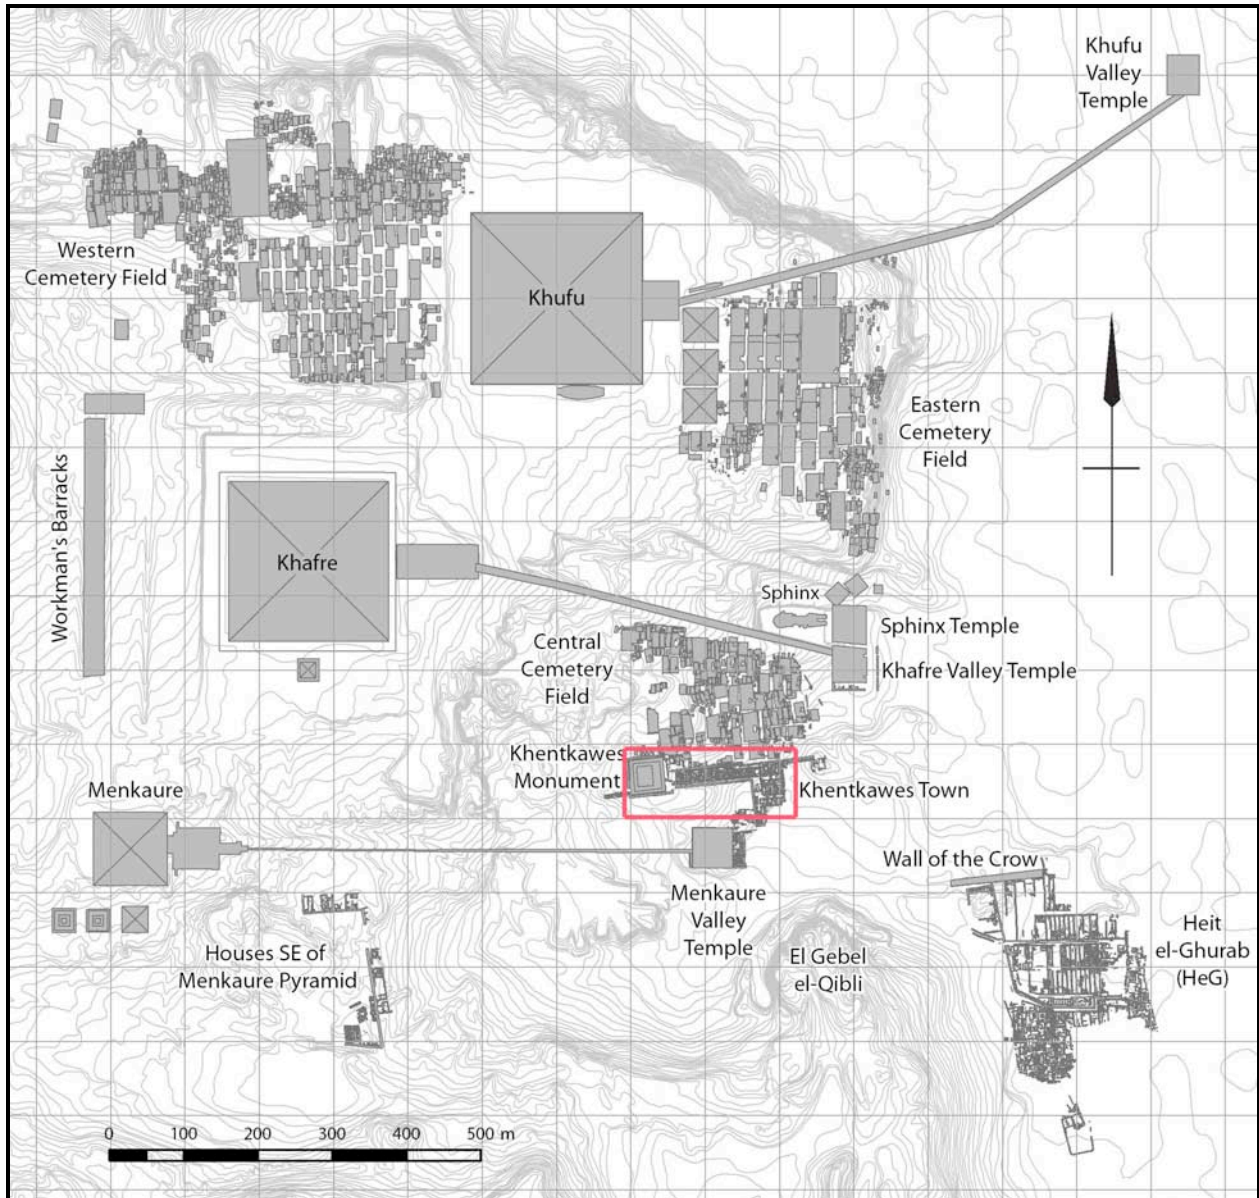 Khufu
Valley
Temple
Western
Cemetery Field
Khufu
Eastern
Cemetery
Field
Workman's Barracks
Khafre
Sphinx
Sphinx Temple
Central
Cemetery
Field
Khafre Valley Temple
Khentkawes
Monument
Khentkawes Town
Menkaure
Wall of the Crow
Menkaure
Valley
Temple
Heit
el-Ghurab
(HeG)
Houses SE of
Menkaure Pyramid
El Gebel
el-Qibli
0 100 200 300 400 500 m